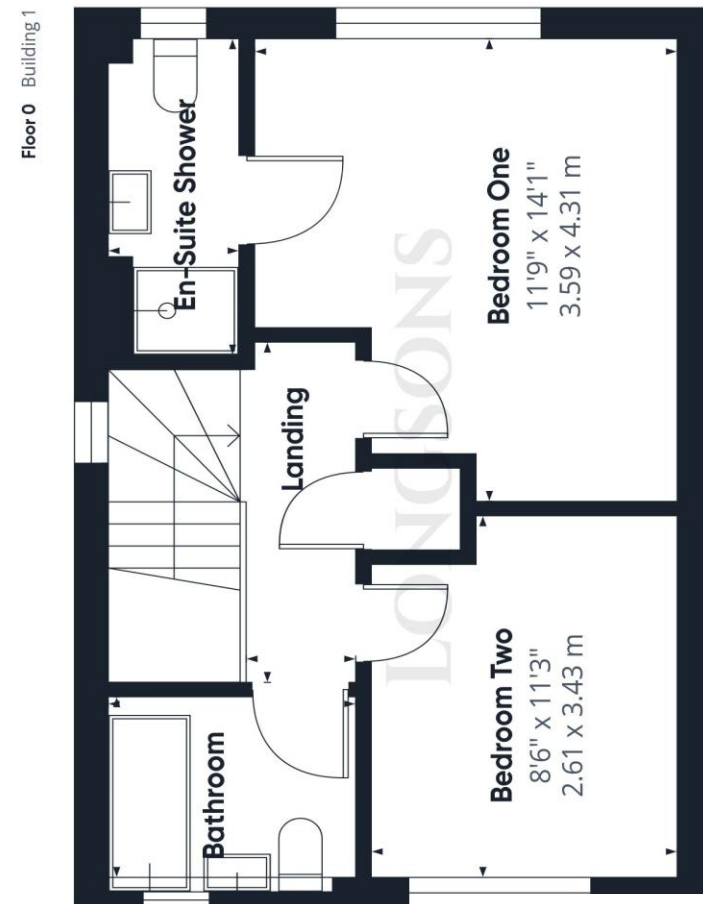 Floor 0 Building 1
En-Suite Shower
Bedroom One
11'9" x 14'1"
3.59 x 4.31 m
Landing
LONGSONS
Bathroom
Bedroom Two
8'6" x 11'3"
2.61 x 3.43 m